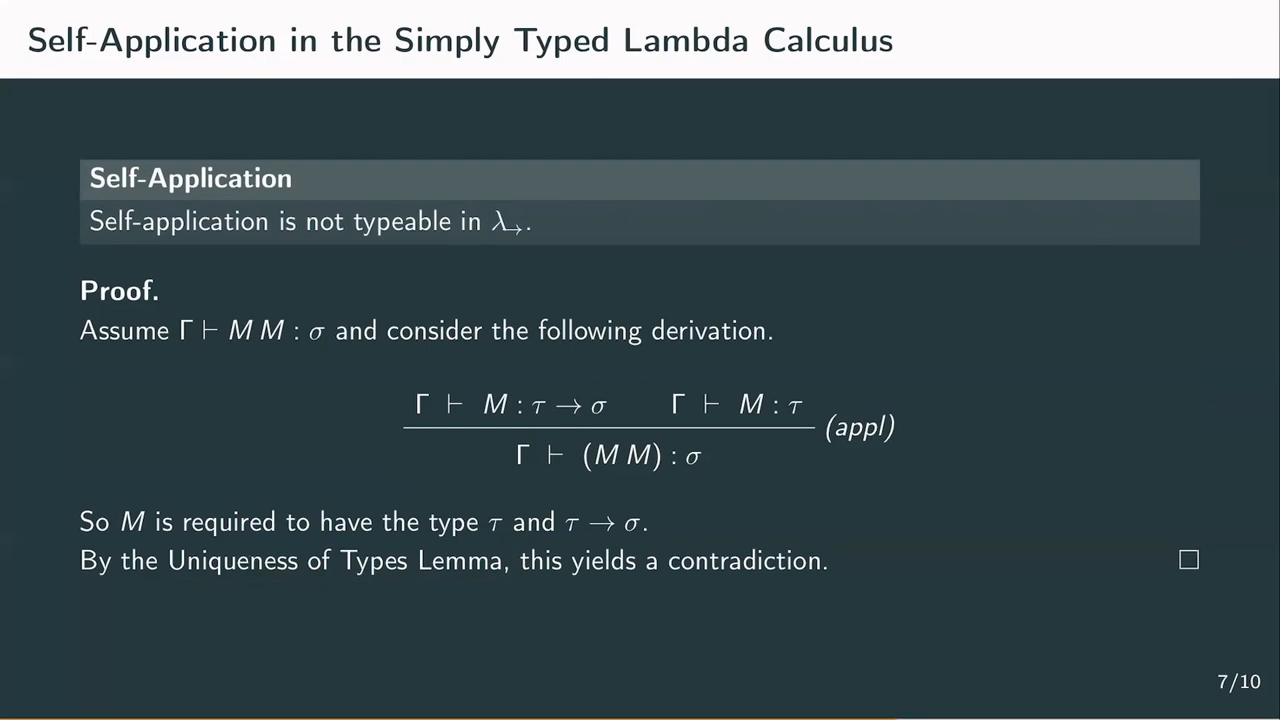 Self-Application in the Simply Typed Lambda Calculus
Self-Application
Self-application is not typeable in λ→.
Proof.
Assume Γ ⊢ M M : σ and consider the following derivation.
Γ ⊢ M : τ → σ Γ ⊢ M : τ
(appl)
Γ ⊢ (M M) : σ
So M is required to have the type τ and τ → σ.
By the Uniqueness of Types Lemma, this yields a contradiction. □
7/10